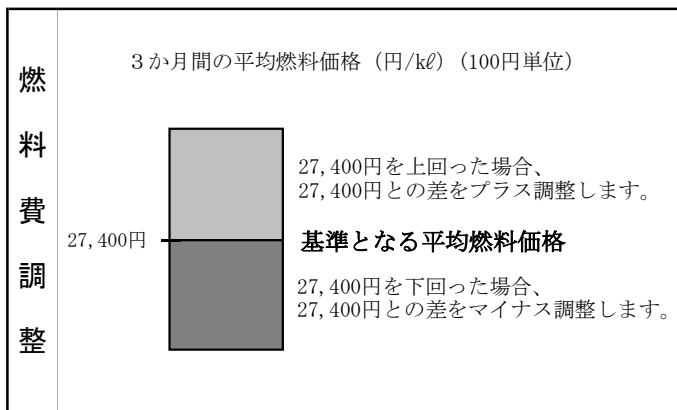 燃料費調整
3か月間の平均燃料価格（円/kℓ）(100円単位）
27,400円を上回った場合、
27,400円との差をプラス調整します。
27,400円
基準となる平均燃料価格
27,400円を下回った場合、
27,400円との差をマイナス調整します。